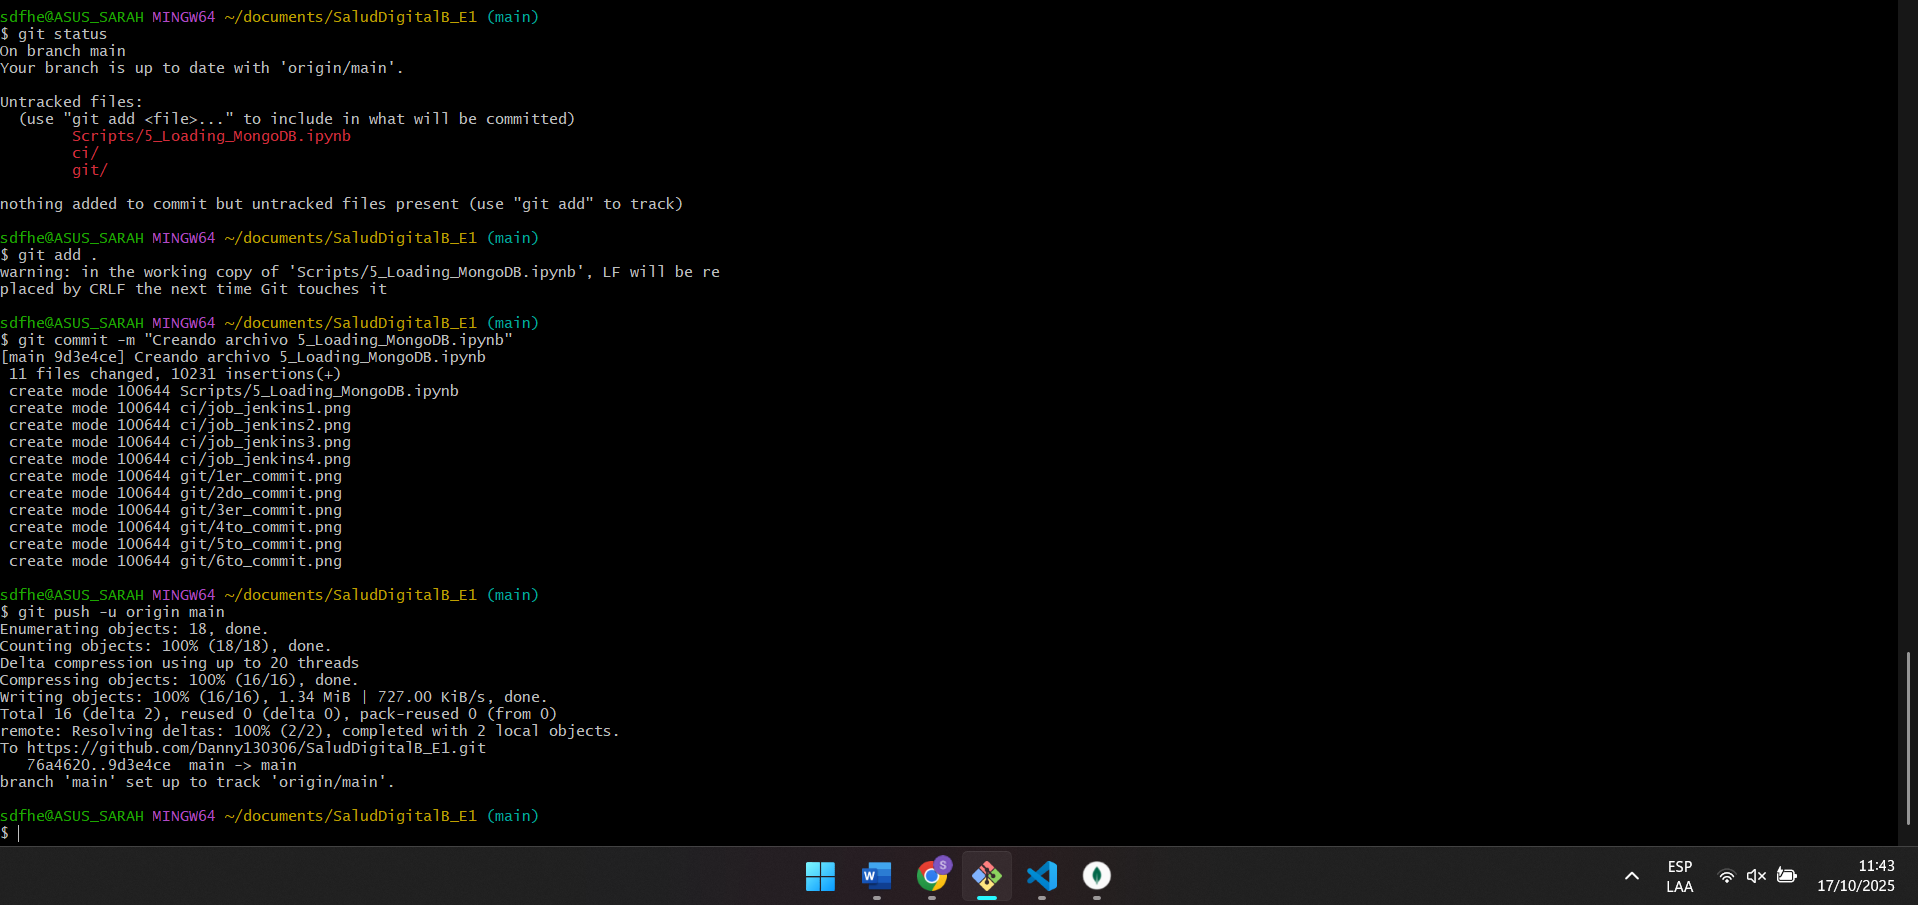 sdfhe@ASUS_SARAH MINGW64 ~/documents/SaludDigitalB_E1 (main)
$ git status
On branch main
Your branch is up to date with 'origin/main'.
Untracked files:
  (use "git add <file>..." to include in what will be committed)
        Scripts/5_Loading_MongoDB.ipynb
        ci/
        git/
nothing added to commit but untracked files present (use "git add" to track)
sdfhe@ASUS_SARAH MINGW64 ~/documents/SaludDigitalB_E1 (main)
$ git add .
warning: in the working copy of 'Scripts/5_Loading_MongoDB.ipynb', LF will be re
placed by CRLF the next time Git touches it
sdfhe@ASUS_SARAH MINGW64 ~/documents/SaludDigitalB_E1 (main)
$ git commit -m "Creando archivo 5_Loading_MongoDB.ipynb"
[main 9d3e4ce] Creando archivo 5_Loading_MongoDB.ipynb
 11 files changed, 10231 insertions(+)
 create mode 100644 Scripts/5_Loading_MongoDB.ipynb
 create mode 100644 ci/job_jenkins1.png
 create mode 100644 ci/job_jenkins2.png
 create mode 100644 ci/job_jenkins3.png
 create mode 100644 ci/job_jenkins4.png
 create mode 100644 git/1er_commit.png
 create mode 100644 git/2do_commit.png
 create mode 100644 git/3er_commit.png
 create mode 100644 git/4to_commit.png
 create mode 100644 git/5to_commit.png
 create mode 100644 git/6to_commit.png
sdfhe@ASUS_SARAH MINGW64 ~/documents/SaludDigitalB_E1 (main)
$ git push -u origin main
Enumerating objects: 18, done.
Counting objects: 100% (18/18), done.
Delta compression using up to 20 threads
Compressing objects: 100% (16/16), done.
Writing objects: 100% (16/16), 1.34 MiB | 727.00 KiB/s, done.
Total 16 (delta 2), reused 0 (delta 0), pack-reused 0 (from 0)
remote: Resolving deltas: 100% (2/2), completed with 2 local objects.
To https://github.com/Danny130306/SaludDigitalB_E1.git
   76a4620..9d3e4ce  main -> main
branch 'main' set up to track 'origin/main'.
sdfhe@ASUS_SARAH MINGW64 ~/documents/SaludDigitalB_E1 (main)
$
W
S
ESP
LAA
11:43
17/10/2025